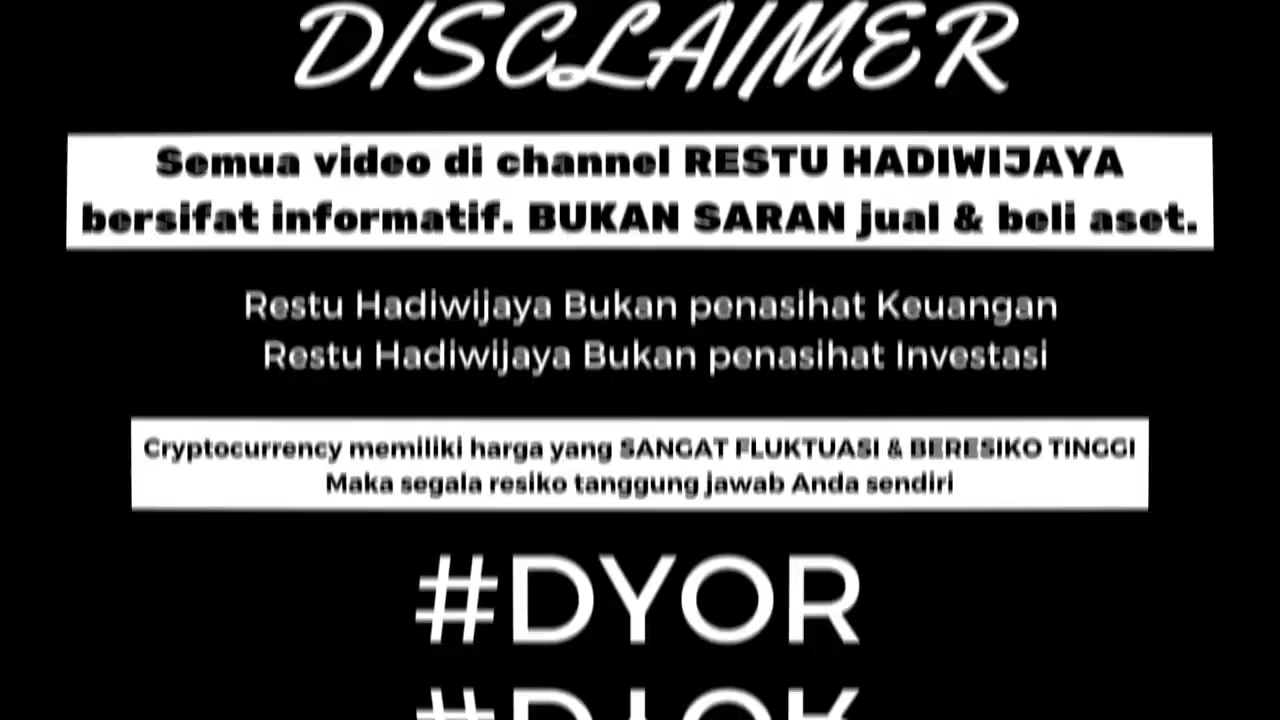 DISCLAIMER
Semua video di channel RESTU HADIWIJAYA
bersifat informatif. BUKAN SARAN jual & beli aset.
Restu Hadiwijaya Bukan penasihat Keuangan
Restu Hadiwijaya Bukan penasihat Investasi
Cryptocurrency memiliki harga yang SANGAT FLUKTUASI & BERESIKO TINGGI
Maka segala resiko tanggung jawab Anda sendiri
#DYOR